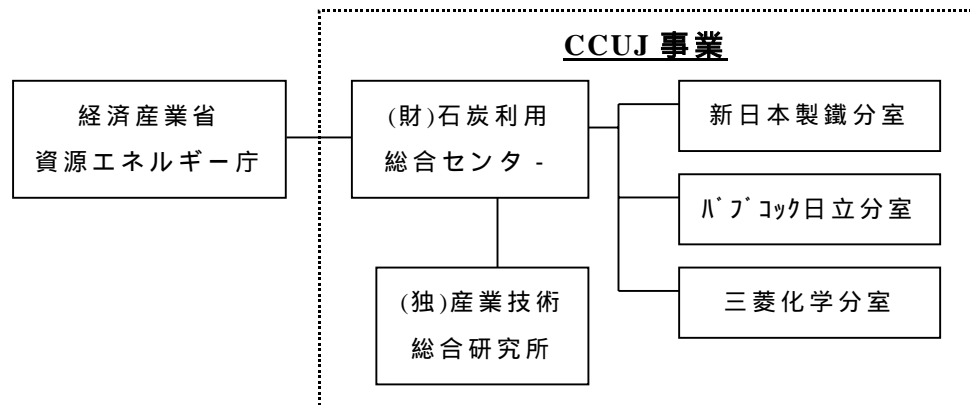 CCUJ 事業
経済産業省
資源エネルギー庁
(財)石炭利用
総合センタ -
(独)産業技術
総合研究所
新日本製鐵分室
ﾊﾞﾌﾞｺｯｸ日立分室
三菱化学分室